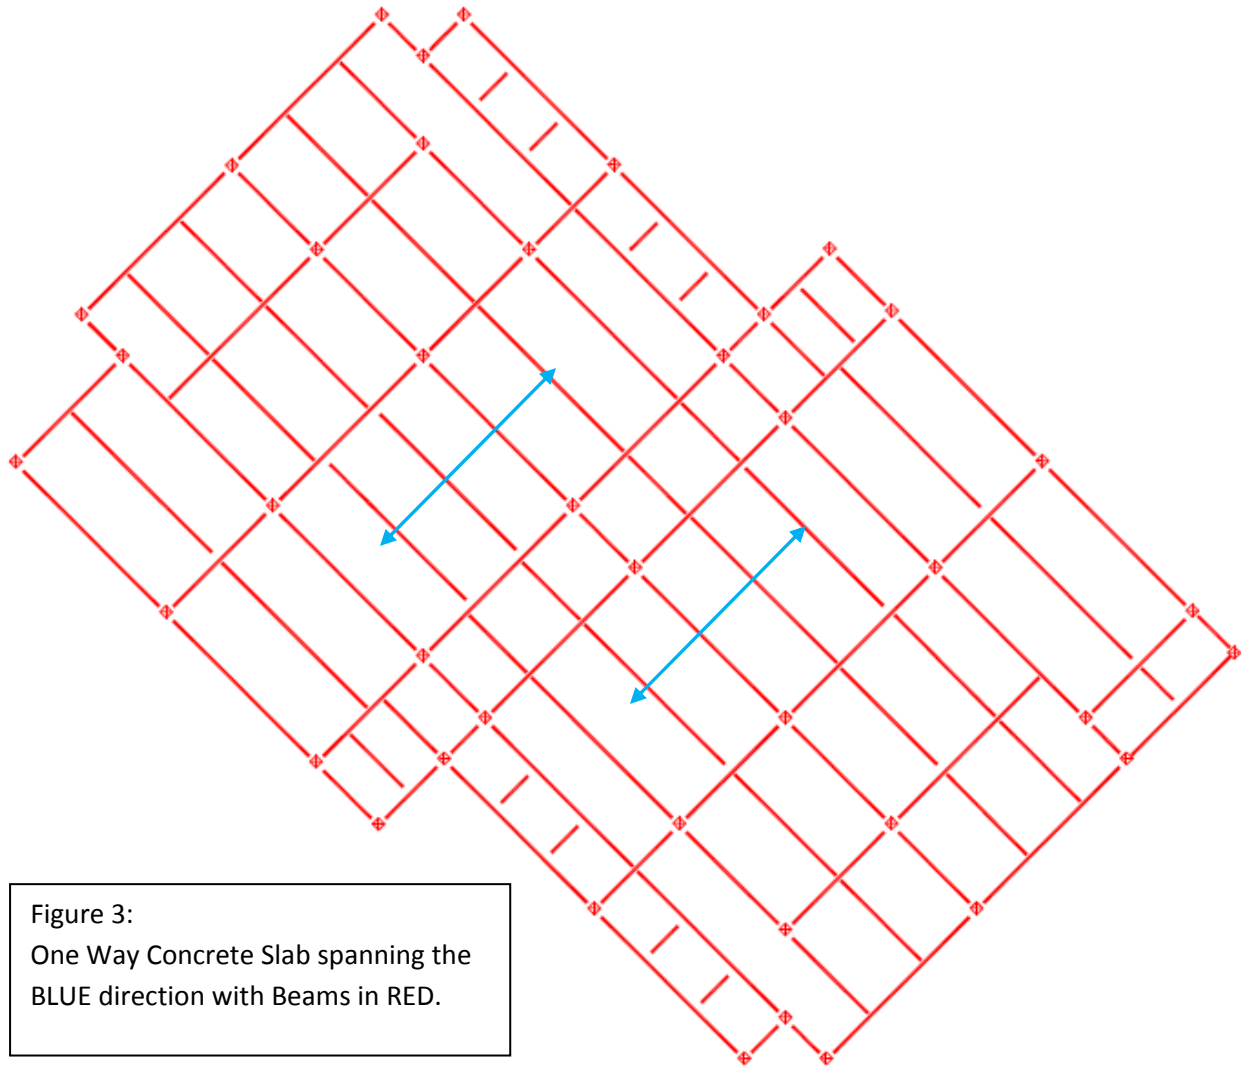 Figure 3:
One Way Concrete Slab spanning the
BLUE direction with Beams in RED.